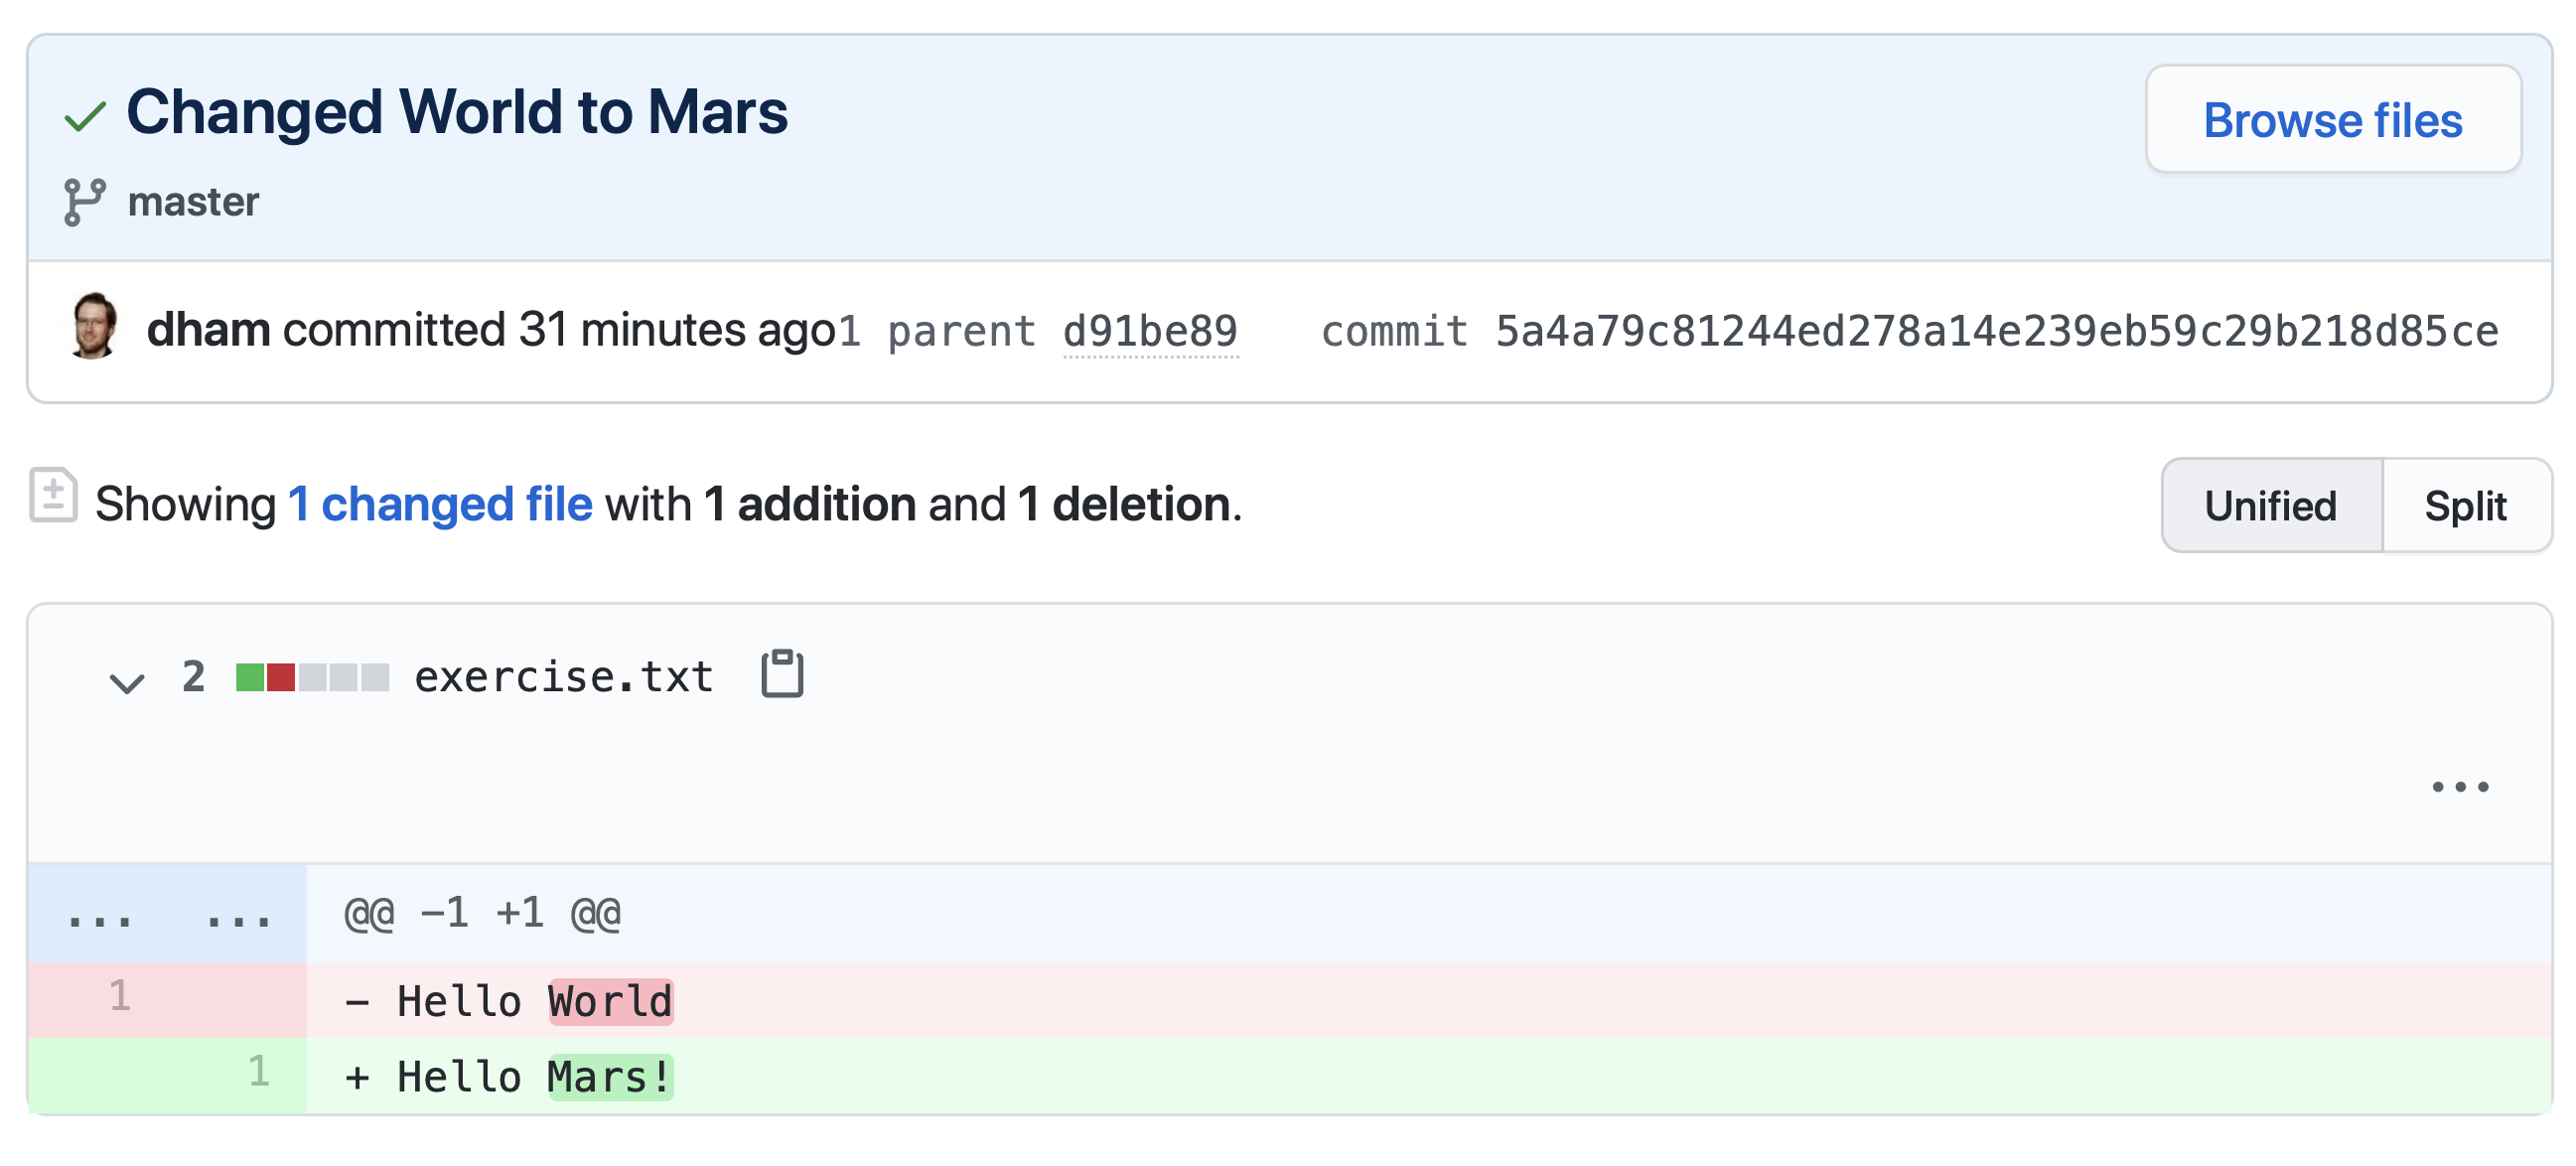 Changed World to Mars
Browse files
master
dham committed 31 minutes ago 1 parent d91be89 commit 5a4a79c81244ed278a14e239eb59c29b218d85ce
Showing 1 changed file with 1 addition and 1 deletion.
Unified Split
2 exercise.txt
...
... ... @@ -1 +1 @@
1 - Hello World
1 + Hello Mars!